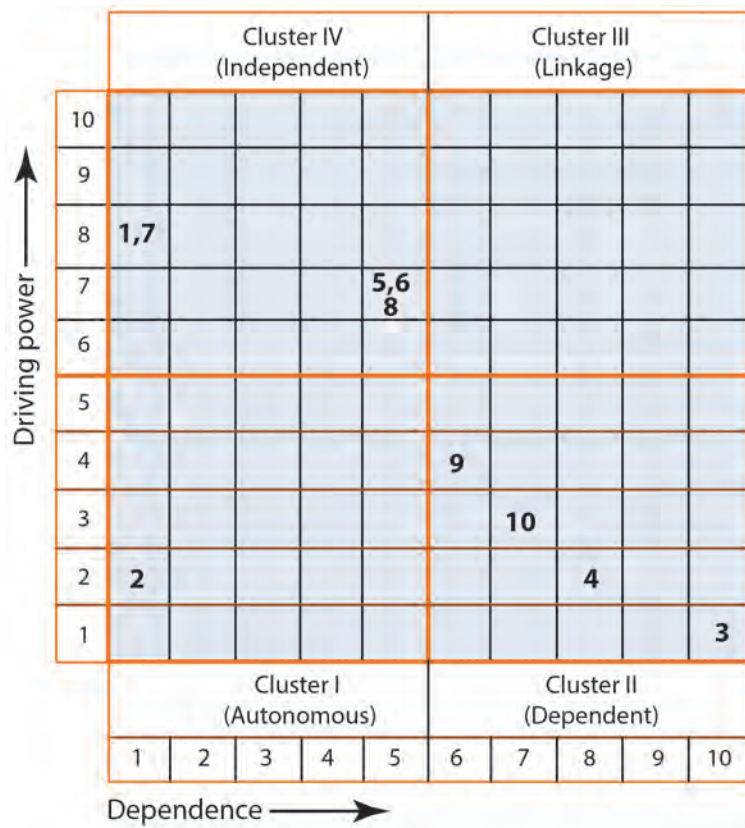 Cluster IV
(Independent)
Cluster III
(Linkage)
10
9
8
1,7
7
5,6
8
6
5
4
9
3
10
2
2
4
1
3
Driving power
Cluster I
(Autonomous)
Cluster II
(Dependent)
1 2 3 4 5 6 7 8 9 10
Dependence